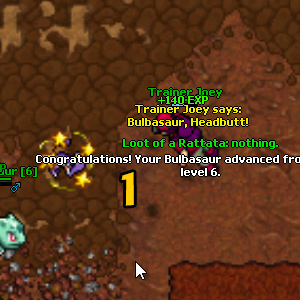 Trainer Joey
+140 EXP
Trainer Joey says:
Bulbasaur, Headbutt!
Loot of a Rattata: nothing.
Congratulations! Your Bulbasaur advanced fro
level 6.
ur [6]
1